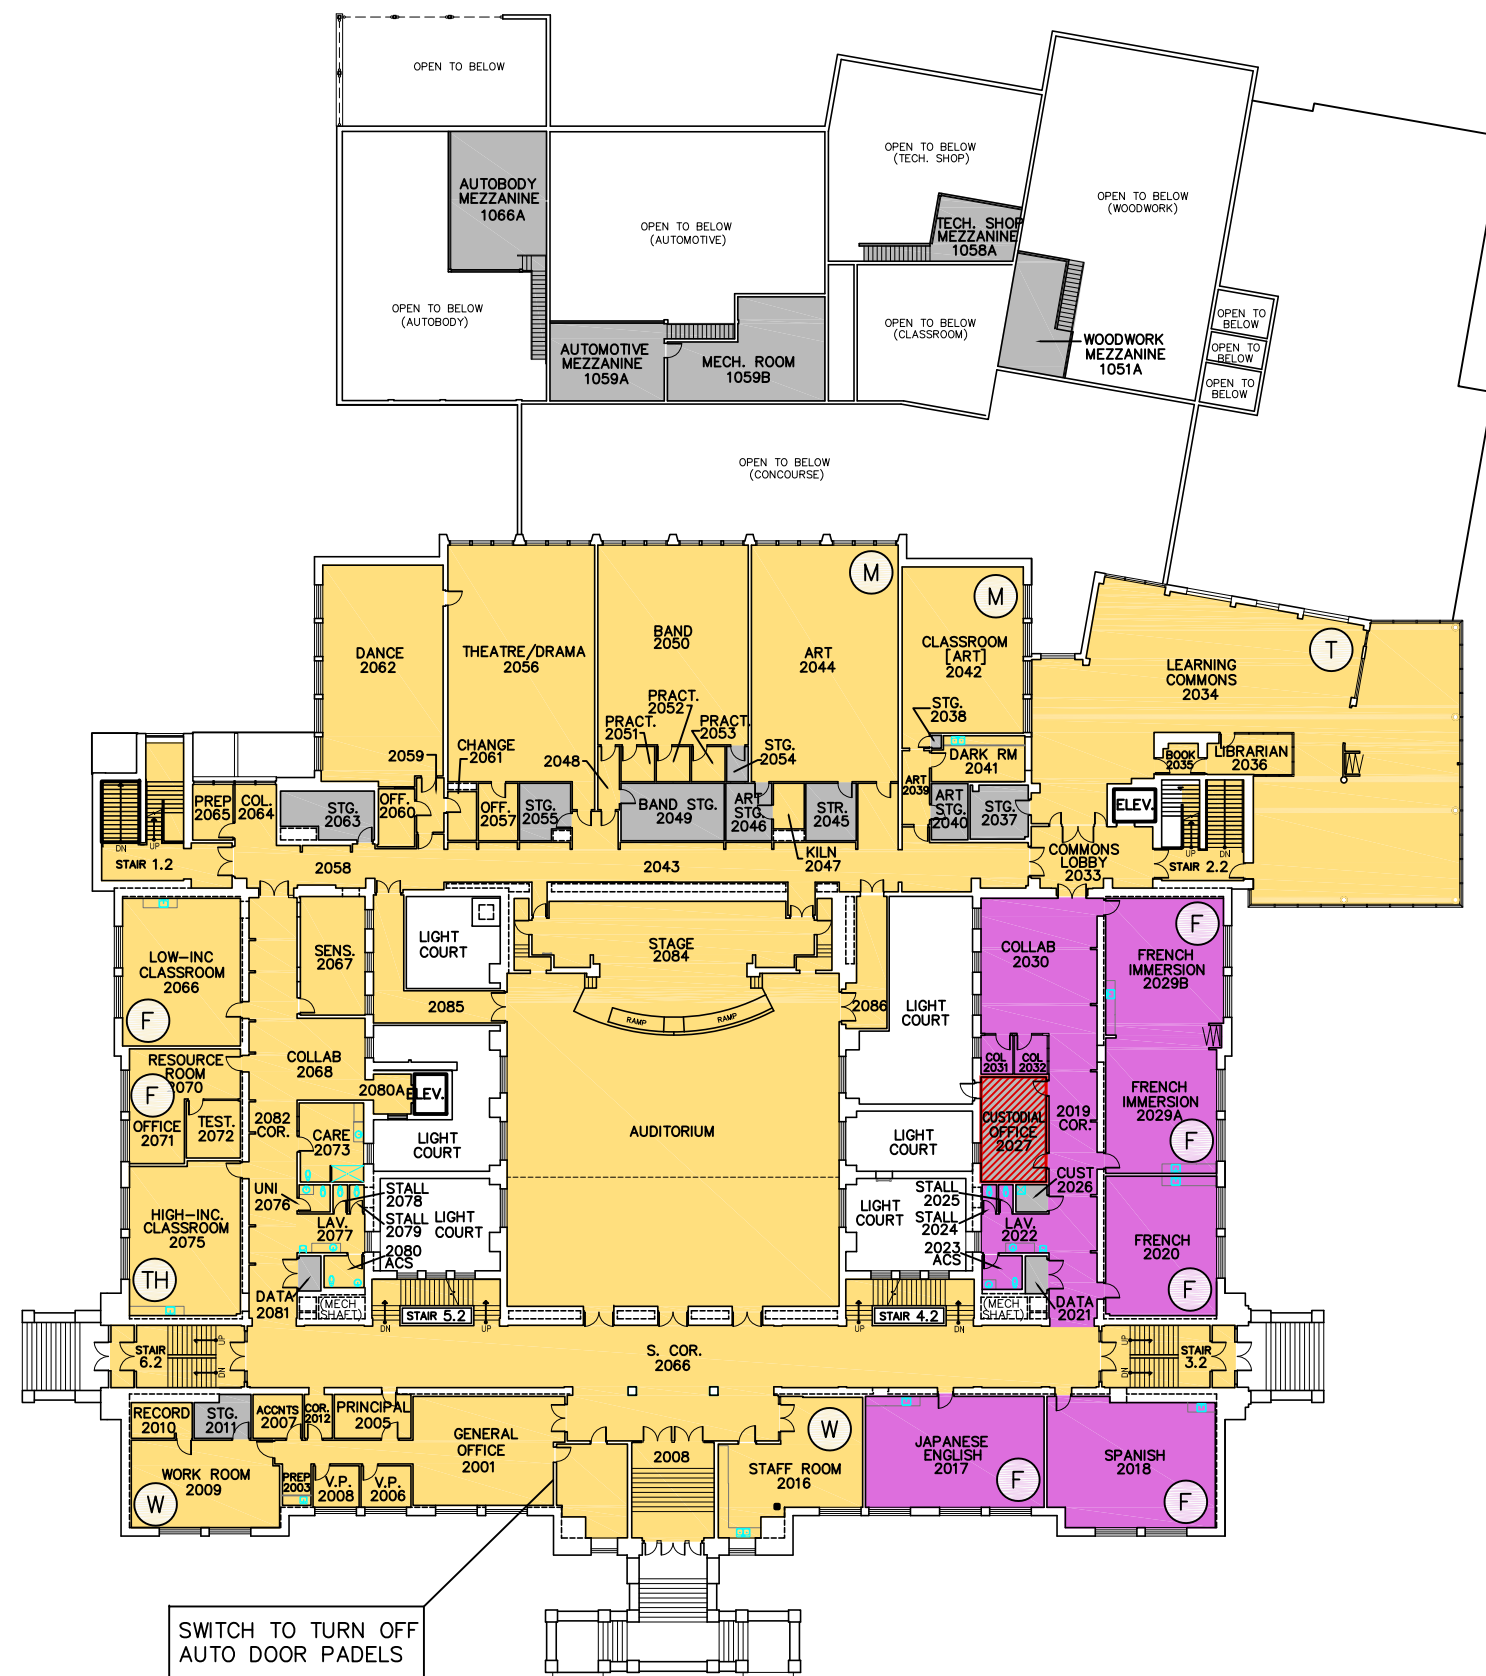 OPEN TO BELOW
OPEN TO BELOW
(TECH. SHOP)
AUTOBODY
MEZZANINE
1066A
OPEN TO BELOW
(WOODWORK)
OPEN TO BELOW
(AUTOMOTIVE)
TECH. SHOP
MEZZANINE
1058A
OPEN TO BELOW
(AUTOBODY)
OPEN TO BELOW
(CLASSROOM)
OPEN TO
BELOW
OPEN TO
BELOW
OPEN TO
BELOW
AUTOMOTIVE
MEZZANINE
1059A
MECH. ROOM
1059B
WOODWORK
MEZZANINE
1051A
OPEN TO BELOW
(CONCOURSE)
M
M
T
DANCE
2062
THEATRE/DRAMA
2056
BAND
2050
ART
2044
CLASSROOM
[ART]
2042
LEARNING
COMMONS
2034
PRACT.
2051
PRACT.
2052
PRACT.
2053
STG.
2054
STG.
2038
DARK RM
2041
BOOK
2035
LIBRARIAN
2036
2059
CHANGE
2061
2048
PREP
2065
COL.
2064
STG.
2063
OFF.
2060
OFF.
2057
STG.
2055
BAND STG.
2049
ART
STG.
2046
STR.
2045
ART
2039
ART
STG.
2040
STG.
2037
ELEV.
DN
UP
STAIR 1.2
2058
2043
KILN
2047
COMMONS
LOBBY
2033
UP
DN
STAIR 2.2
LOW-INC
CLASSROOM
2066
F
SENS.
2067
LIGHT
COURT
STAGE
2084
RAMP
RAMP
2085
2086
LIGHT
COURT
COLLAB
2030
FRENCH
IMMERSION
2029B
F
RESOURCE
ROOM
2070
F
OFFICE
2071
TEST.
2072
COLLAB
2068
2080A
ELEV.
2082
COR.
CARE
2073
LIGHT
COURT
AUDITORIUM
LIGHT
COURT
COL
2031
COL
2032
CUSTODIAL
OFFICE
2027
2019
COR.
FRENCH
IMMERSION
2029A
F
HIGH-INC.
CLASSROOM
2075
TH
UNI
2076
STALL
2078
STALL
2079
LAV.
2077
2080
ACS
LIGHT
COURT
LIGHT
COURT
STALL
2025
STALL
2024
CUST
2026
LAV.
2022
2023
ACS
FRENCH
2020
F
DATA
2081
(MECH
SHAFT)
STAIR 5.2
DN
UP
STAIR 4.2
UP
DN
(MECH
SHAFT)
DATA
2021
STAIR
6.2
UP
DN
S. COR.
2066
UP
DN
STAIR
3.2
RECORD
2010
STG.
2011
ACCNTS
2007
COR.
2012
PRINCIPAL
2005
GENERAL
OFFICE
2001
2008
W
STAFF ROOM
2016
JAPANESE
ENGLISH
2017
F
SPANISH
2018
F
WORK ROOM
2009
W
PREP
2003
V.P.
2008
V.P.
2006
SWITCH TO TURN OFF
AUTO DOOR PADELS